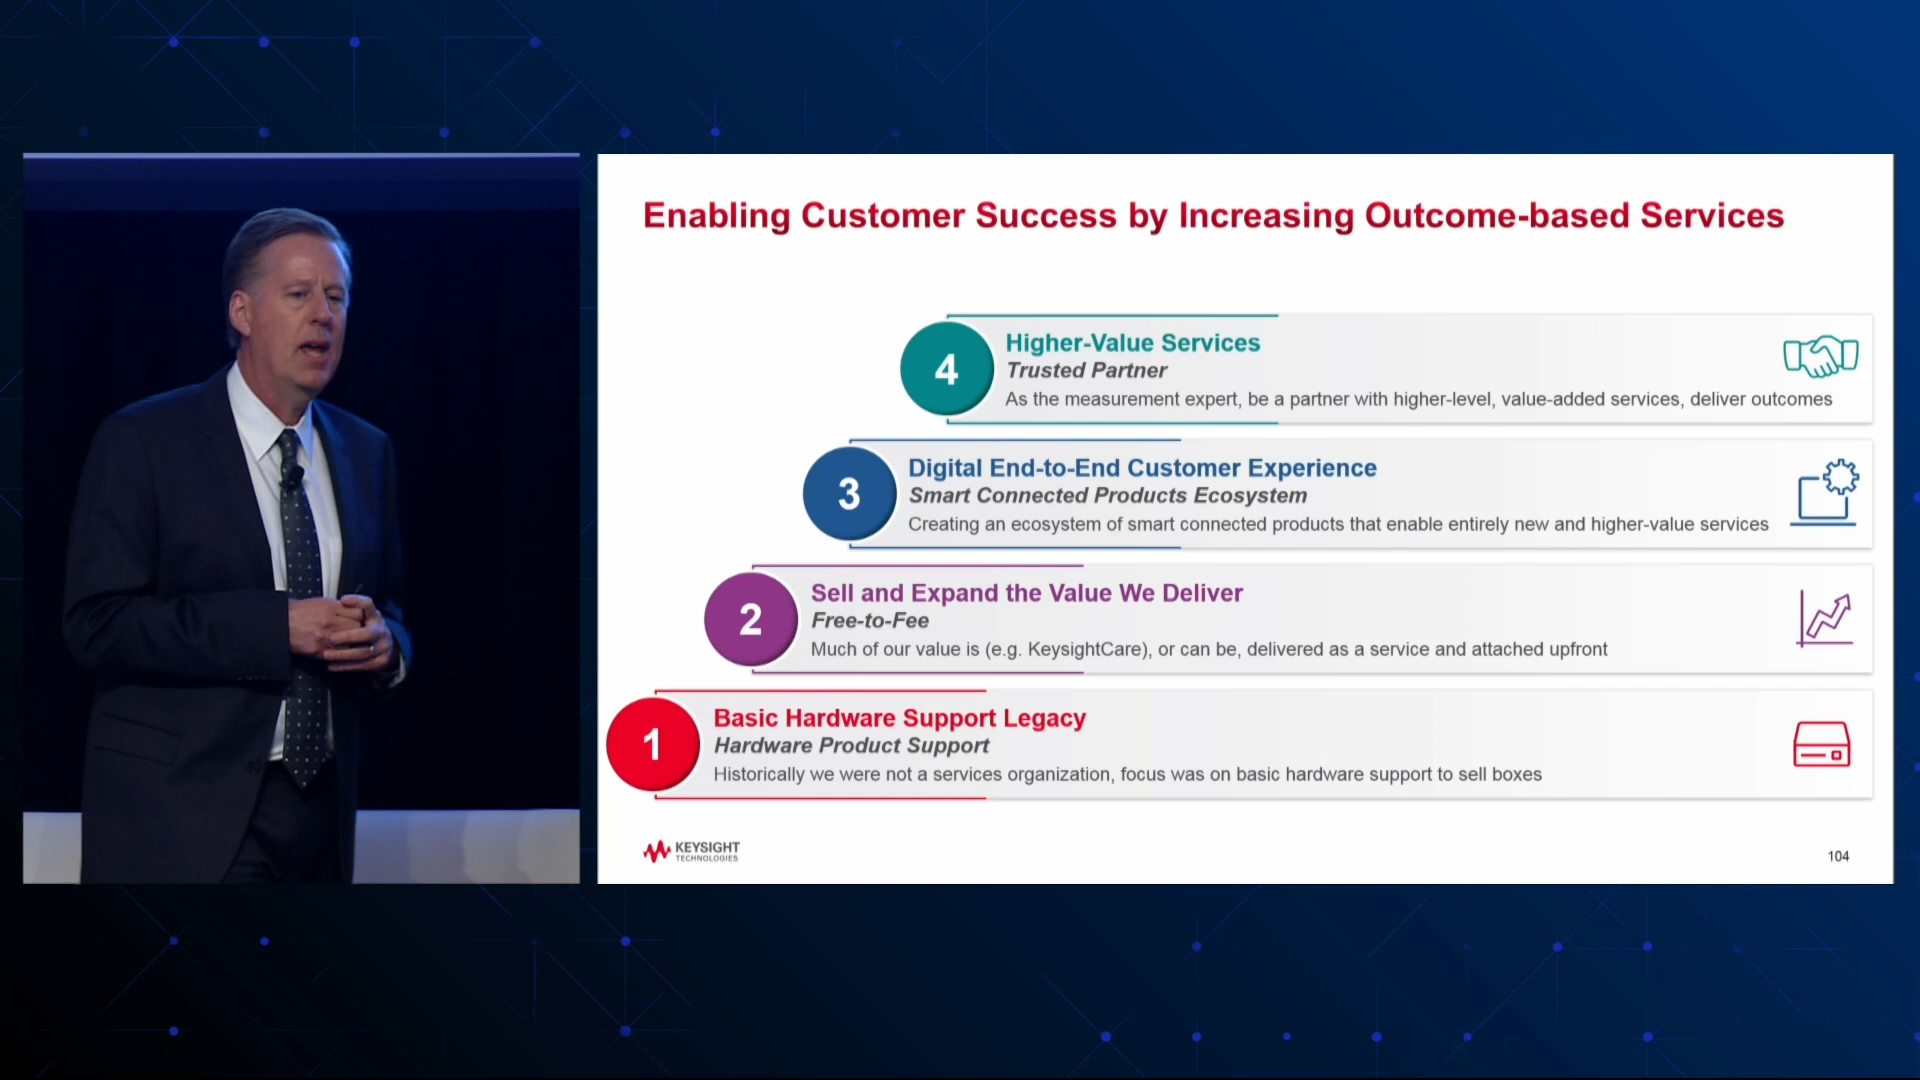 Enabling Customer Success by Increasing Outcome-based Services
4
Higher-Value Services
Trusted Partner
As the measurement expert, be a partner with higher-level, value-added services, deliver outcomes
3
Digital End-to-End Customer Experience
Smart Connected Products Ecosystem
Creating an ecosystem of smart connected products that enable entirely new and higher-value services
2
Sell and Expand the Value We Deliver
Free-to-Fee
Much of our value is (e.g. KeysightCare), or can be, delivered as a service and attached upfront
1
Basic Hardware Support Legacy
Hardware Product Support
Historically we were not a services organization, focus was on basic hardware support to sell boxes
KEYSIGHT
TECHNOLOGIES
104